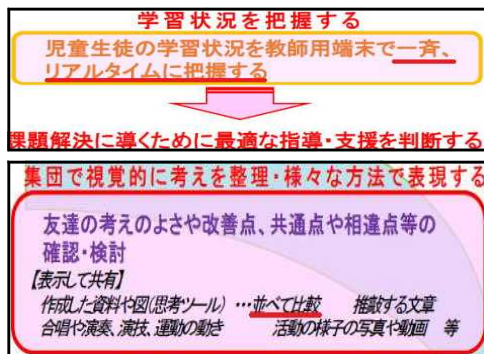 学習状況を把握する
児童生徒の学習状況を教師用端末で一斉、
リアルタイムに把握する
課題解決に導くために最適な指導・支援を判断する
集団で視覚的に考えを整理・様々な方法で表現する
友達の考えのよさや改善点、共通点や相違点等の
確認・検討
【表示して共有】
作成した資料や図(思考ツール) …並べて比較 推敲する文章
合唱や演奏、演技、運動の動き 活動の様子の写真や動画 等